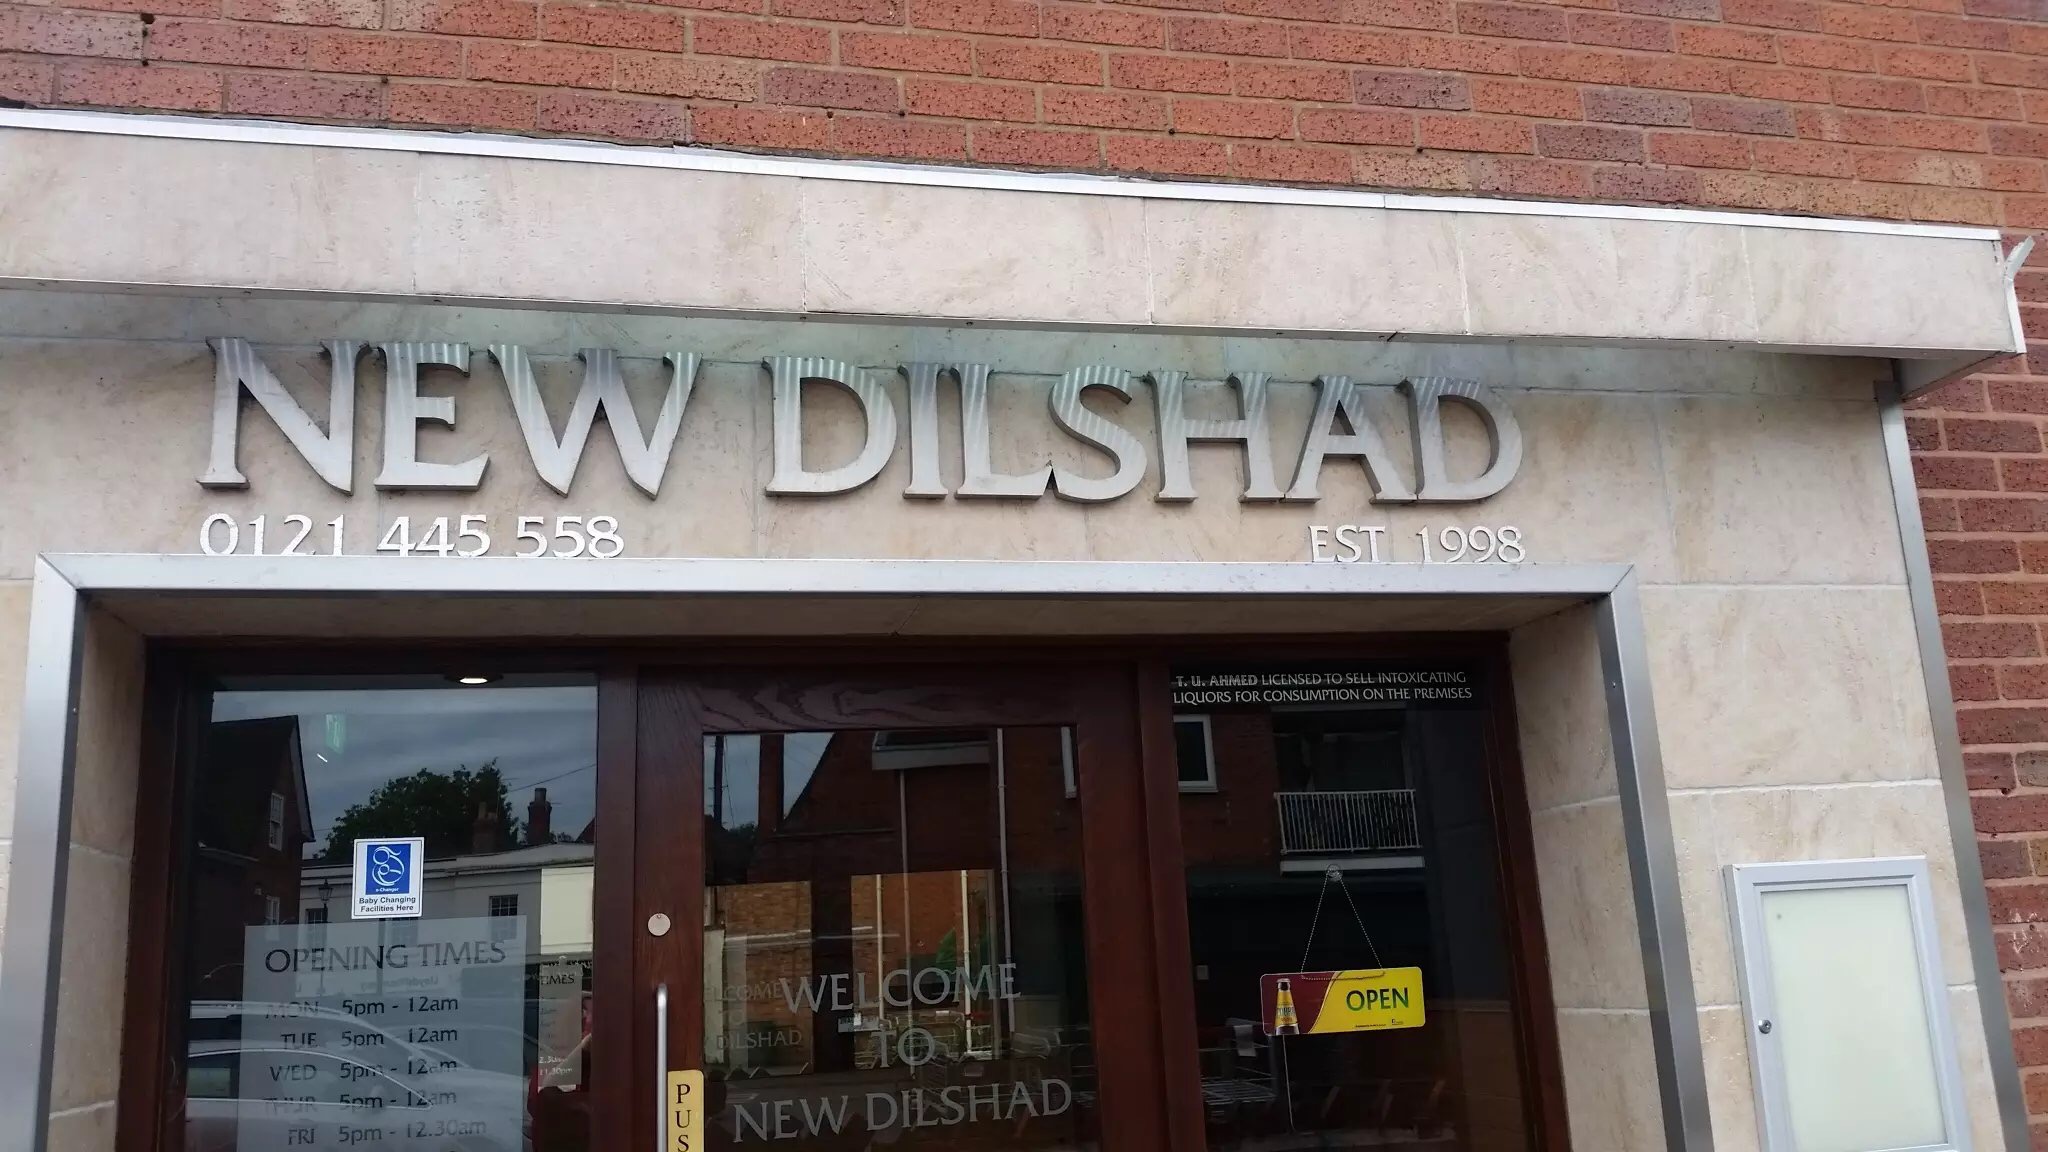 NEW DILSHAD
0121 445 558
EST 1998
T. U. AHMED LICENSED TO SELL INTOXICATING
LIQUORS FOR CONSUMPTION ON THE PREMISES
e-Changer
Baby Changing
Facilities Here
OPENING TIMES
MON 5pm - 12am
TUE 5pm - 12am
WED 5pm - 12am
THUR 5pm - 12am
FRI 5pm - 12.30am
WELCOME
TO
NEW DILSHAD
OPEN
PUS